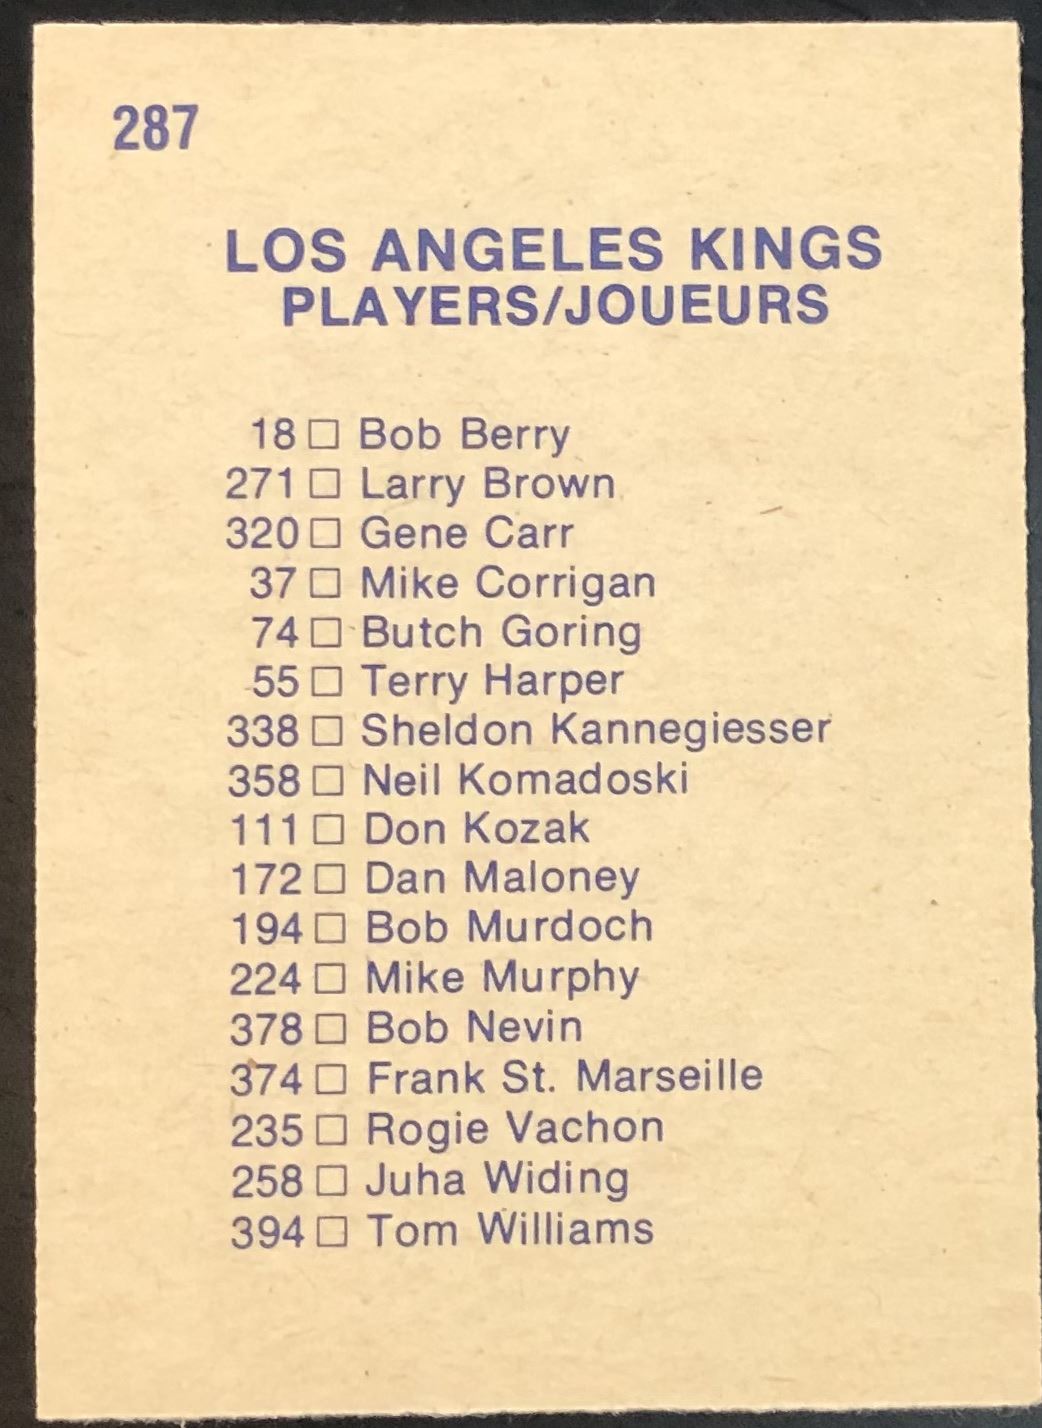 287
LOS ANGELES KINGS
PLAYERS/JOUEURS
18 □ Bob Berry
271 □ Larry Brown
320 □ Gene Carr
37 □ Mike Corrigan
74 □ Butch Goring
55 □ Terry Harper
338 □ Sheldon Kannegiesser
358 □ Neil Komadoski
111 □ Don Kozak
172 □ Dan Maloney
194 □ Bob Murdoch
224 □ Mike Murphy
378 □ Bob Nevin
374 □ Frank St. Marseille
235 □ Rogie Vachon
258 □ Juha Widing
394 □ Tom Williams